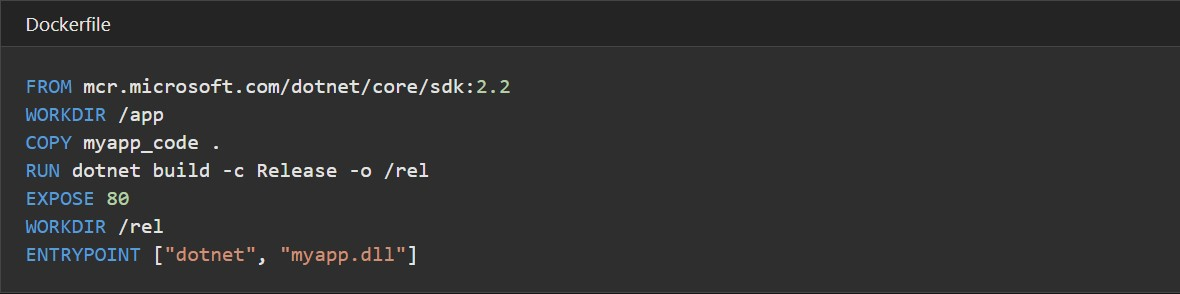 Dockerfile
FROM mcr.microsoft.com/dotnet/core/sdk:2.2
WORKDIR /app
COPY myapp_code .
RUN dotnet build -c Release -o /rel
EXPOSE 80
WORKDIR /rel
ENTRYPOINT ["dotnet", "myapp.dll"]